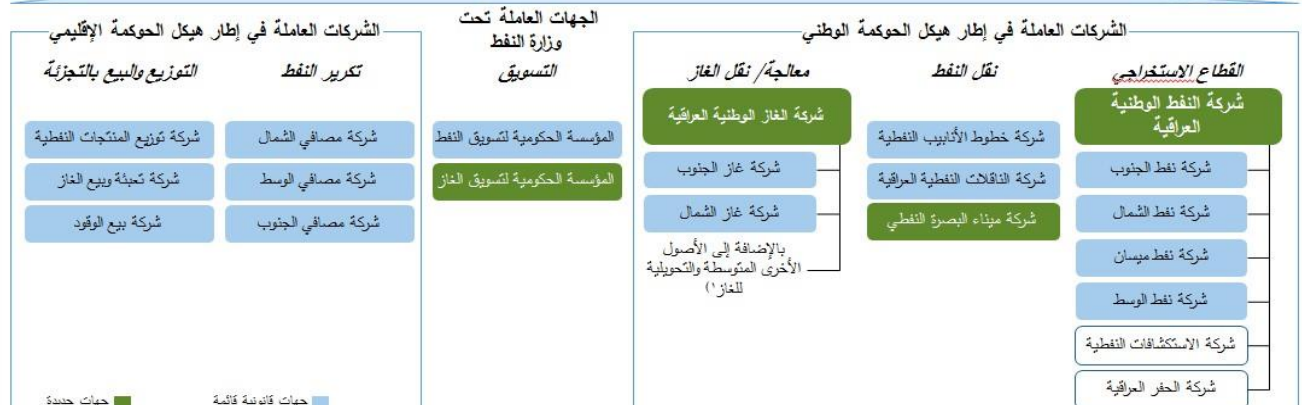 الشركات العاملة في إطار هيكل الحوكمة الوطني
القطاع الاستخراجي
شركة النفط الوطنية
العراقية
شركة نفط الجنوب
شركة نفط الشمال
شركة نفط ميسان
شركة نفط الوسط
شركة الاستكشافات النفطية
شركة الحفر العراقية
نقل النفط
شركة خطوط الأنابيب النفطية
شركة الناقلات النفطية العراقية
شركة ميناء البصرة النفطي
معالجة/ نقل الغاز
شركة الغاز الوطنية العراقية
شركة غاز الجنوب
شركة غاز الشمال
بالإضافة إلى الأصول
الأخرى المتوسطة والتحويلية
للغاز¹)
الجهات العاملة تحت
وزارة النفط
التسويق
المؤسسة الحكومية لتسويق النفط
المؤسسة الحكومية لتسويق الغاز
الشركات العاملة في إطار هيكل الحوكمة الإقليمي
تكرير النفط
شركة مصافي الشمال
شركة مصافي الوسط
شركة مصافي الجنوب
التوزيع والبيع بالتجزئة
شركة توزيع المنتجات النفطية
شركة تعبئة وبيع الغاز
شركة بيع الوقود
جهات قانونية قائمة
جهات جديدة